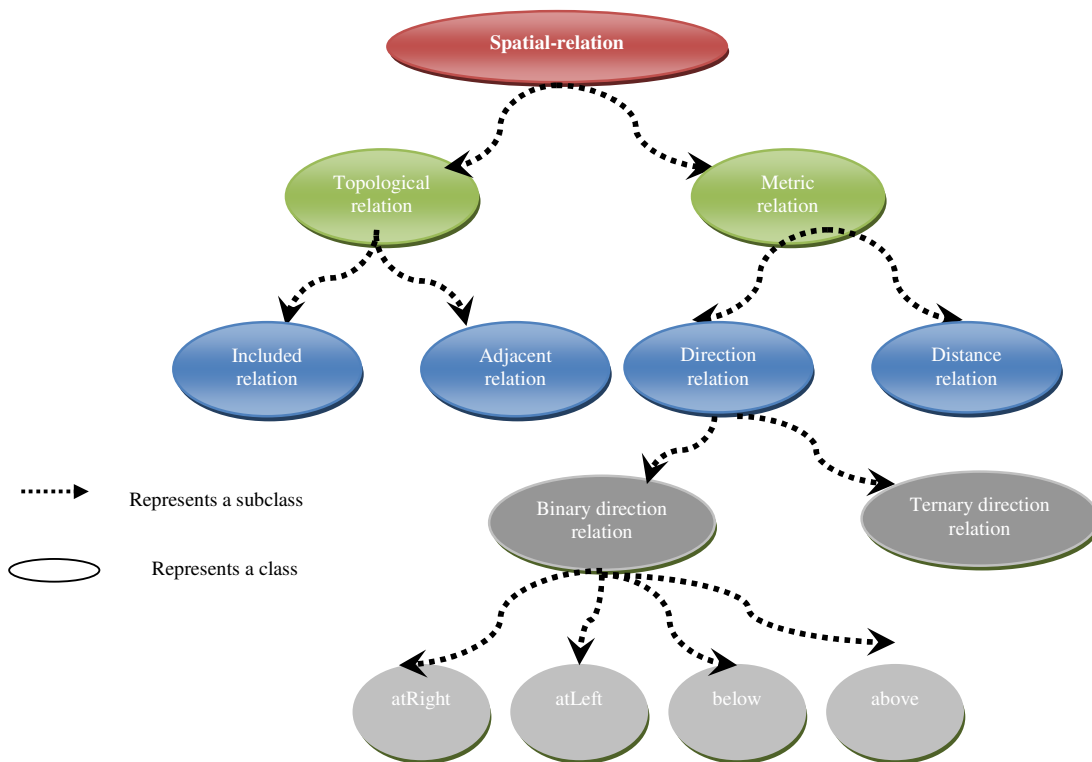 Spatial-relation
Topological
relation
Metric
relation
Included
relation
Adjacent
relation
Direction
relation
Distance
relation
Represents a subclass
Binary direction
relation
Ternary direction
relation
Represents a class
atRight
atLeft
below
above